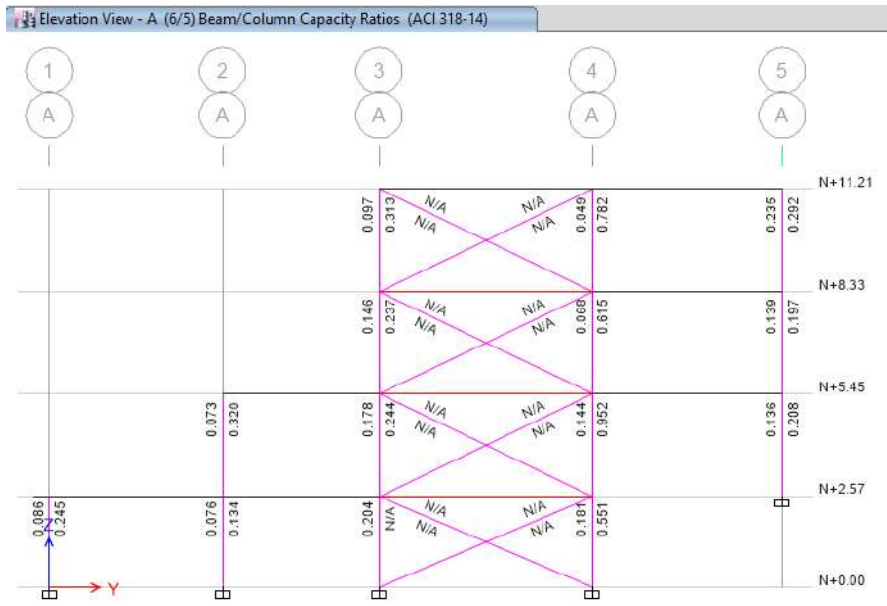 Elevation View - A (6/5) Beam/Column Capacity Ratios (ACI 318-14)
1 2 3 4 5
A A A A A
N+11.21
0.097 0.313 N/A N/A N/A N/A 0.049 0.782 0.235 0.292
N+8.33
0.146 0.237 N/A N/A N/A N/A 0.068 0.615 0.139 0.197
N+5.45
0.073 0.320 0.178 0.244 N/A N/A N/A N/A 0.144 0.952 0.136 0.208
N+2.57
0.086 0.245 0.076 0.134 0.204 N/A N/A N/A N/A N/A 0.181 0.551
Z
Y
N+0.00